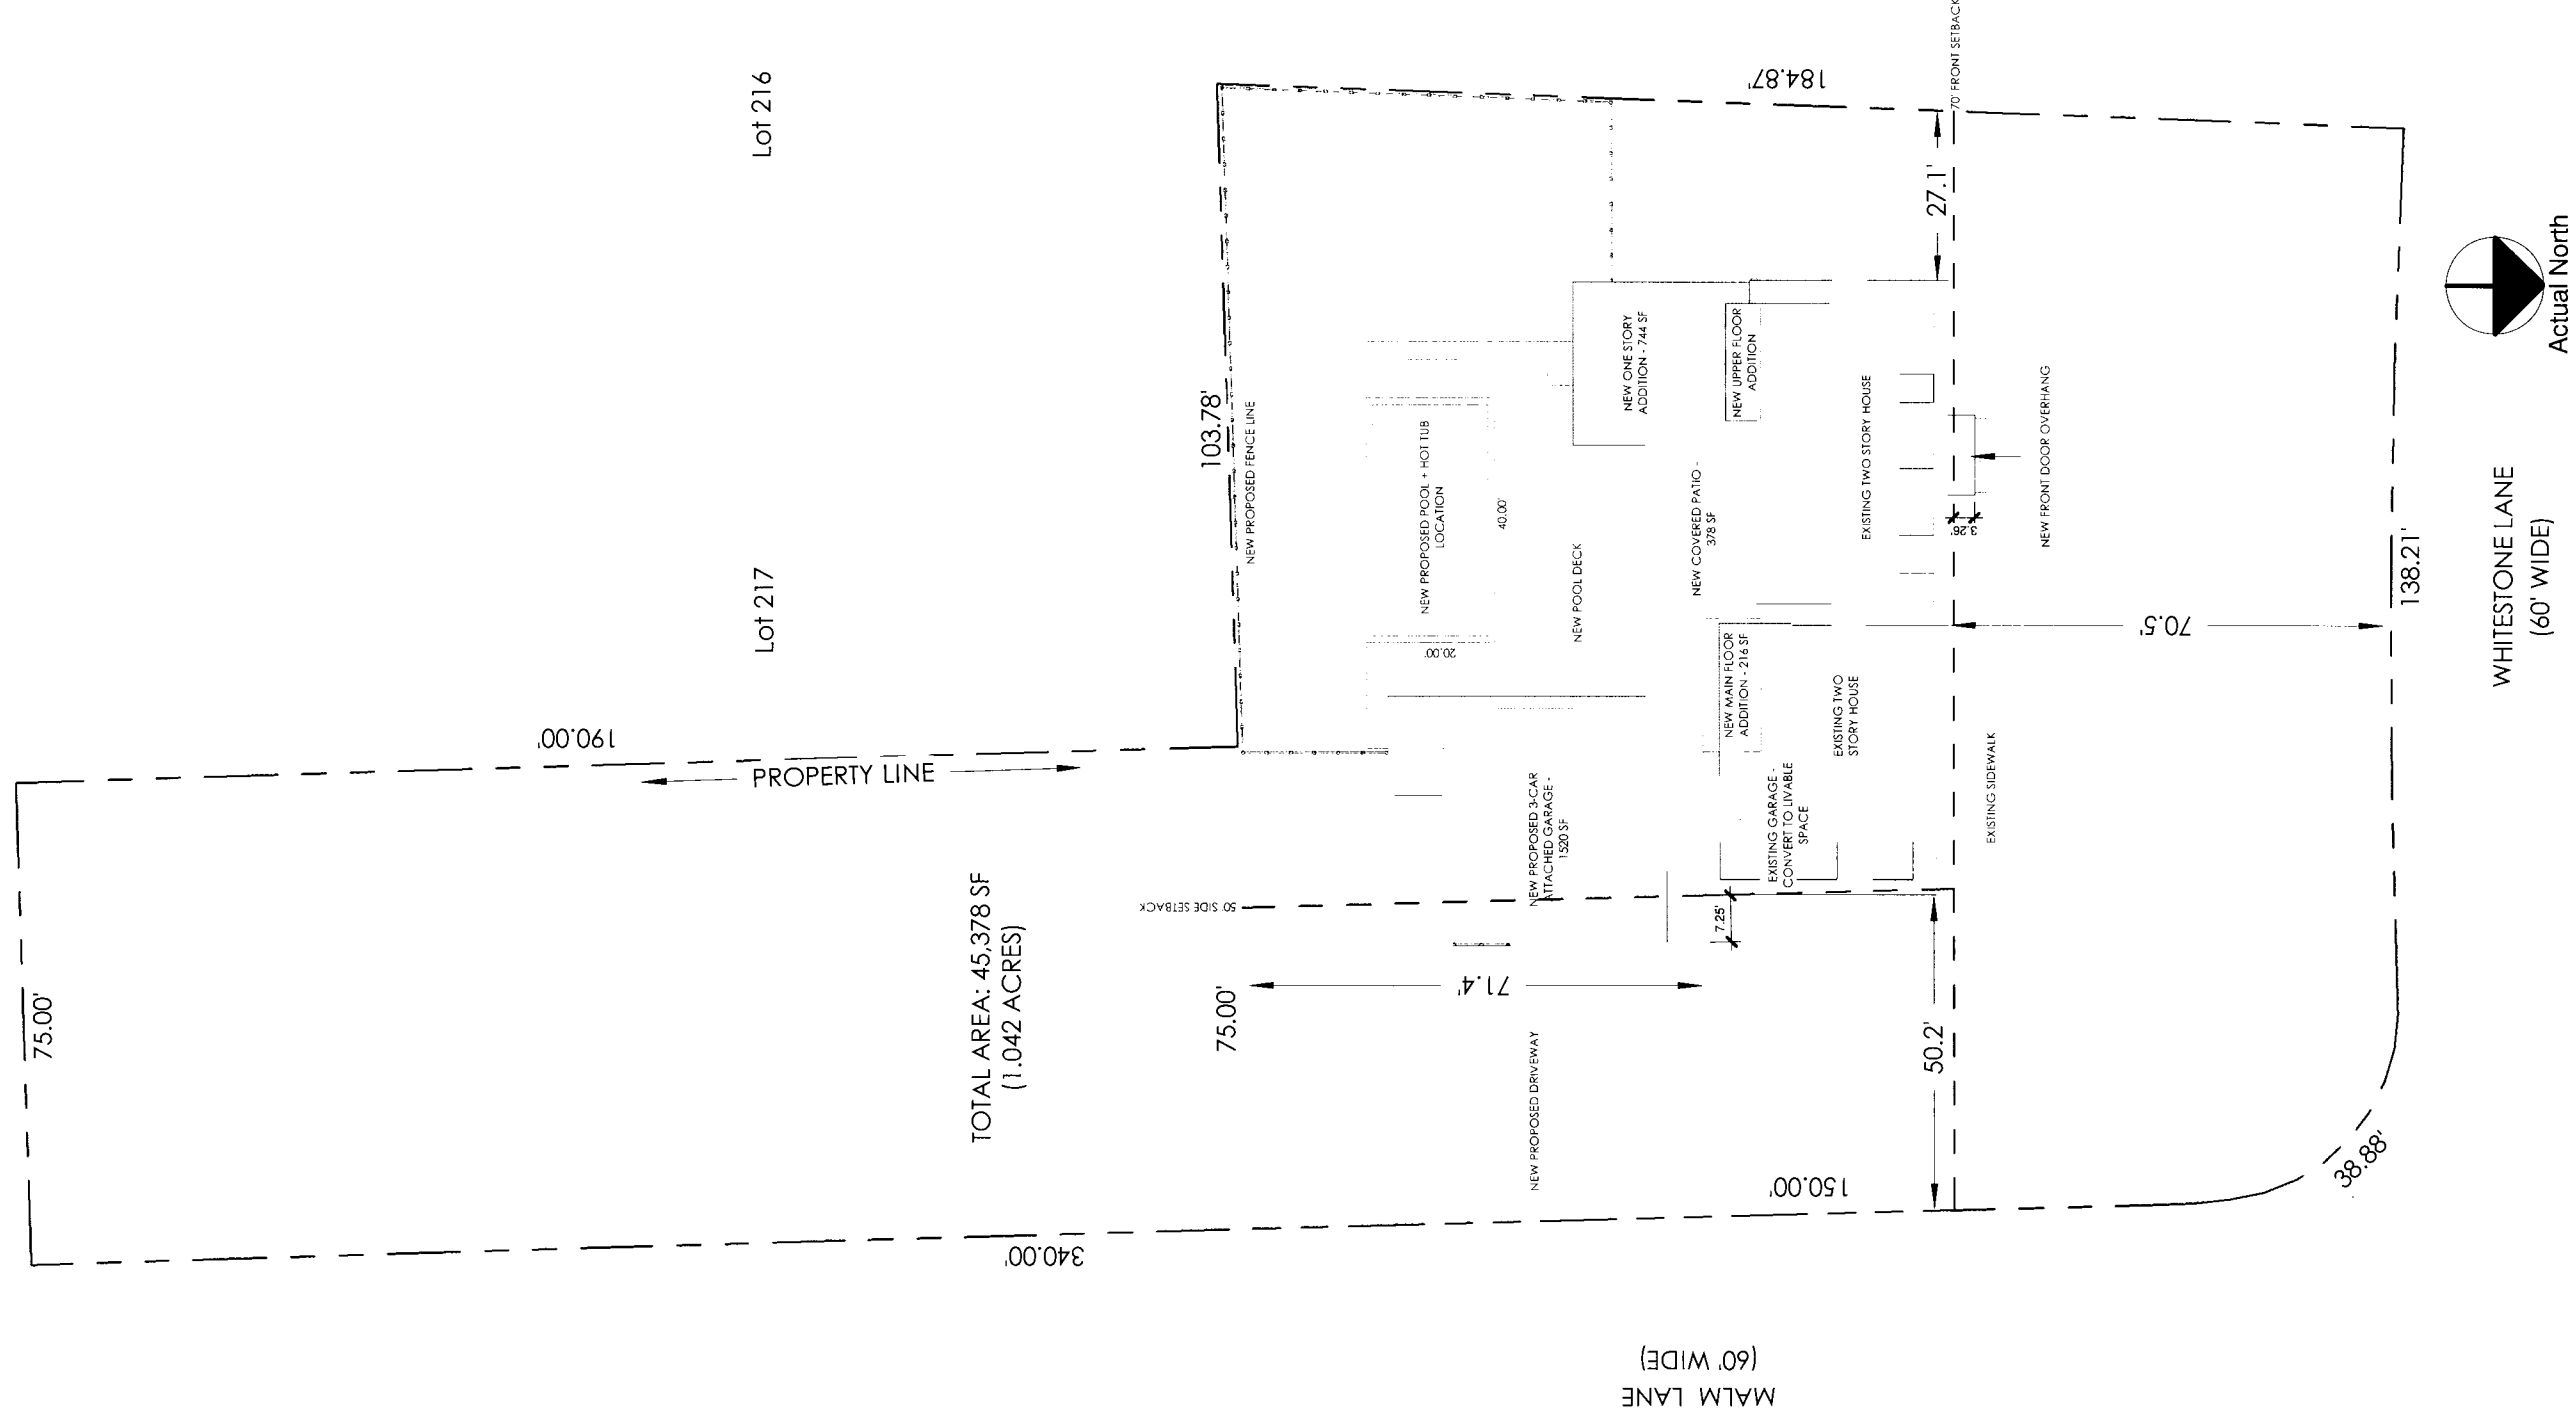 Lot 216
Lot 217
184.87'
70' FRONT SETBACK
27.1'
103.78'
NEW PROPOSED FENCE LINE
NEW ONE STORY
ADDITION - 744 SF
NEW UPPER FLOOR
ADDITION
NEW PROPOSED POOL + HOT TUB
LOCATION
40.00'
20.00'
NEW POOL DECK
NEW COVERED PATIO -
378 SF
EXISTING TWO STORY HOUSE
3.26'
NEW FRONT DOOR OVERHANG
138.21'
WHITESTONE LANE
(60' WIDE)
Actual North
70.5'
NEW MAIN FLOOR
ADDITION - 216 SF
EXISTING TWO
STORY HOUSE
EXISTING GARAGE -
CONVERT TO LIVABLE
SPACE
NEW PROPOSED 3-CAR
ATTACHED GARAGE -
1520 SF
EXISTING SIDEWALK
190.00'
PROPERTY LINE
75.00'
TOTAL AREA: 45,378 SF
(1.042 ACRES)
50' SIDE SETBACK
75.00'
71.4'
7.25'
50.2'
NEW PROPOSED DRIVEWAY
150.00'
38.88'
340.00'
MALM LANE
(60' WIDE)